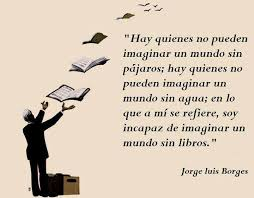 "Hay quienes no pueden
imaginar un mundo sin
pájaros; hay quienes no
pueden imaginar un
mundo sin agua; en lo
que a mí se refiere, soy
incapaz de imaginar un
mundo sin libros."
Jorge luis Borges